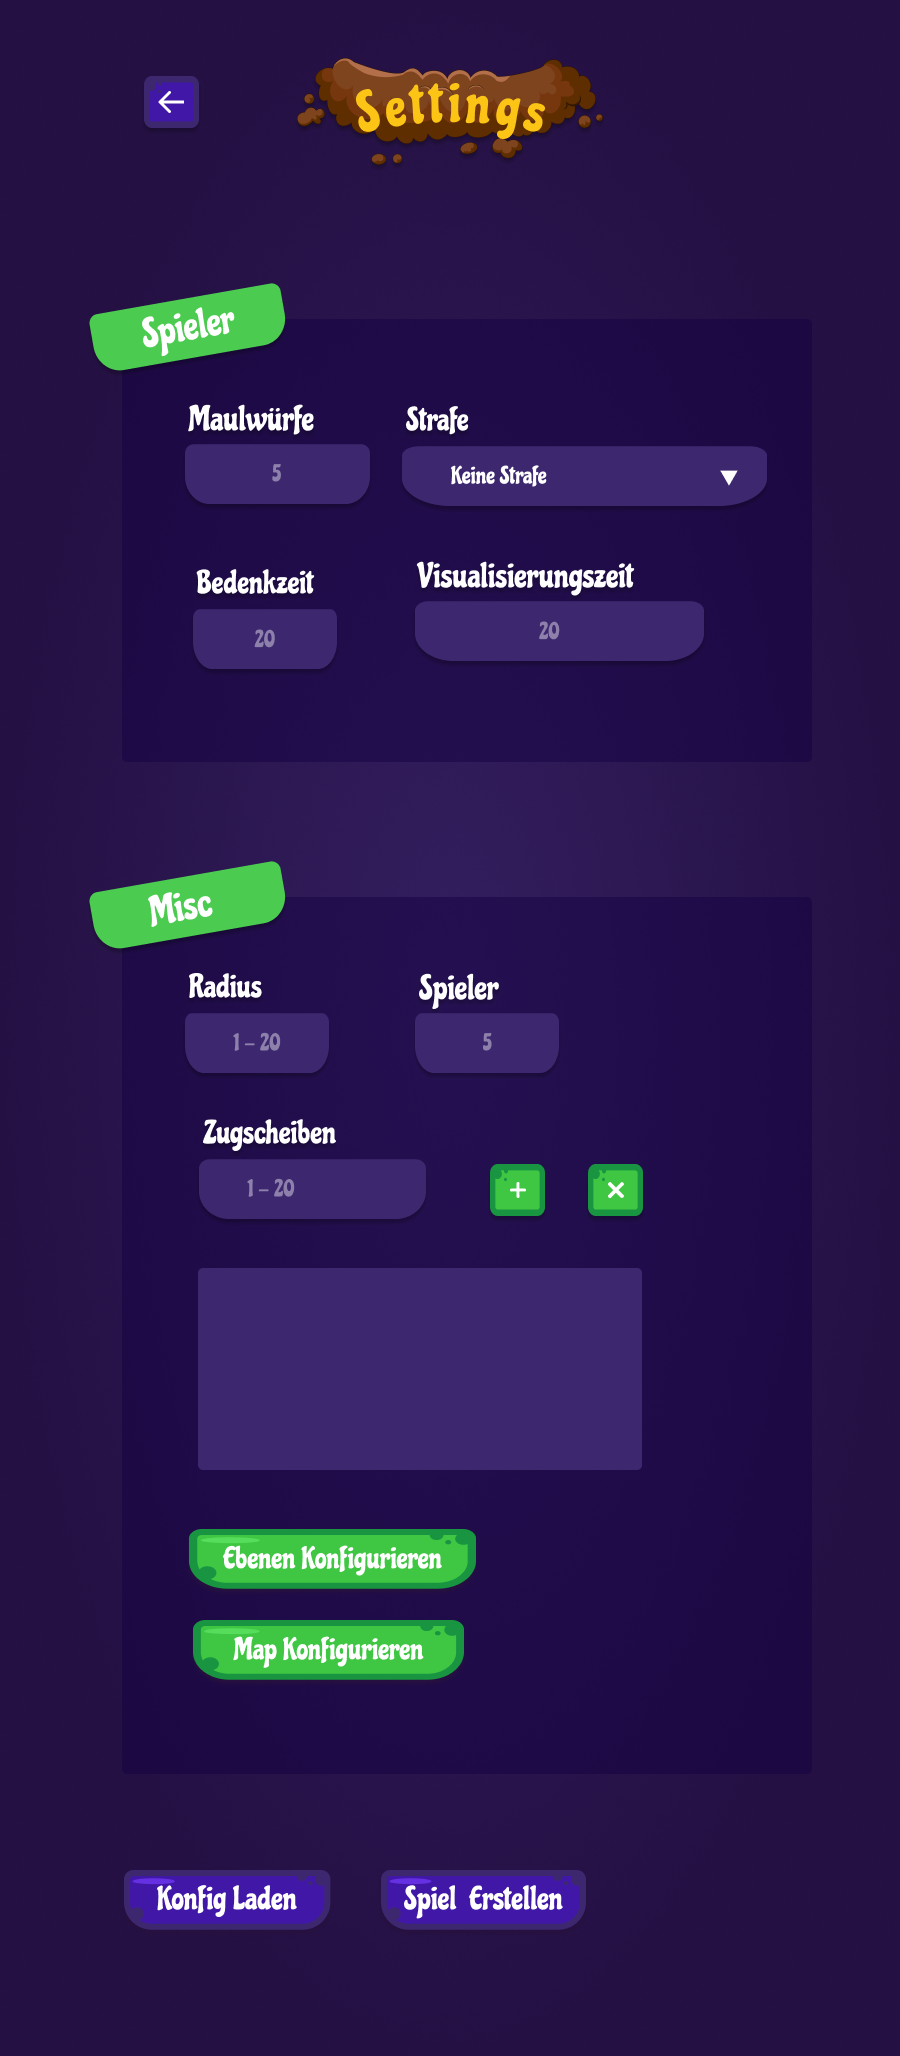 Settings
Spieler
Maulwürfe
Strafe
5
Keine Strafe
Bedenkzeit
Visualisierungszeit
20
20
Misc
Radius
Spieler
1 – 20
5
Zugscheiben
1 – 20
Ebenen Konfigurieren
Map Konfigurieren
Konfig Laden
Spiel Erstellen